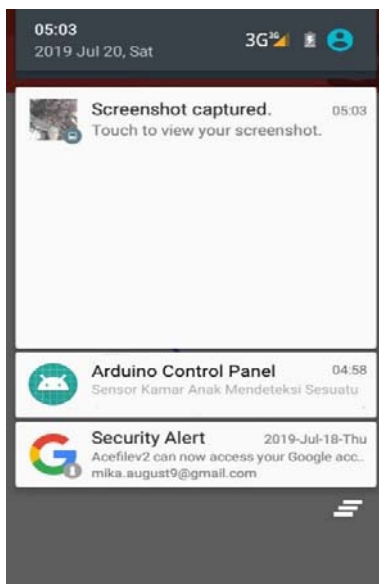 05:03
2019 Jul 20, Sat
3G 3G
Screenshot captured.
05:03
Touch to view your screenshot.
Arduino Control Panel
04:58
Sensor Kamar Anak Mendeteksi Sesuatu
Security Alert
2019-Jul-18-Thu
Acefilev2 can now access your Google acc..
mika.august9@gmail.com